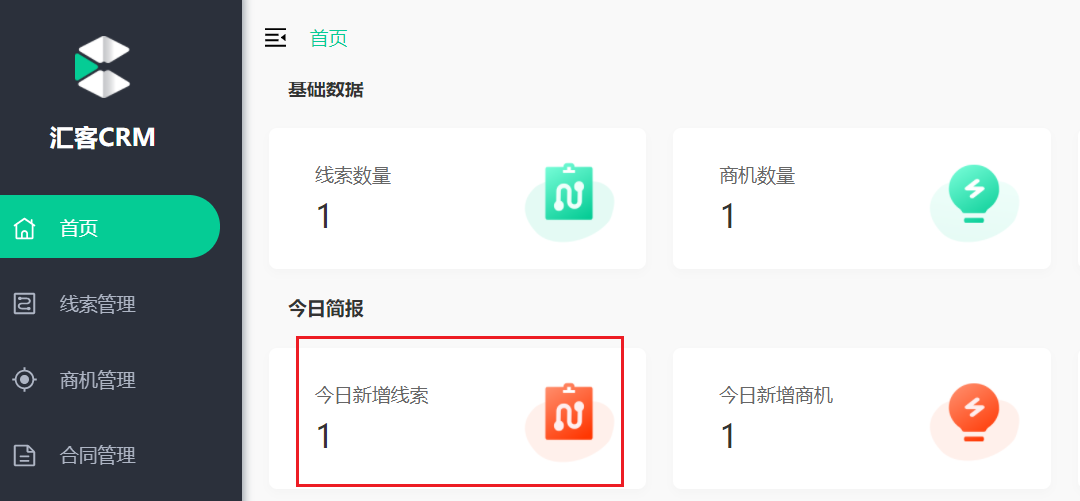 汇客CRM
首页
线索管理
商机管理
合同管理
首页
基础数据
线索数量
1
商机数量
1
今日简报
今日新增线索
1
今日新增商机
1